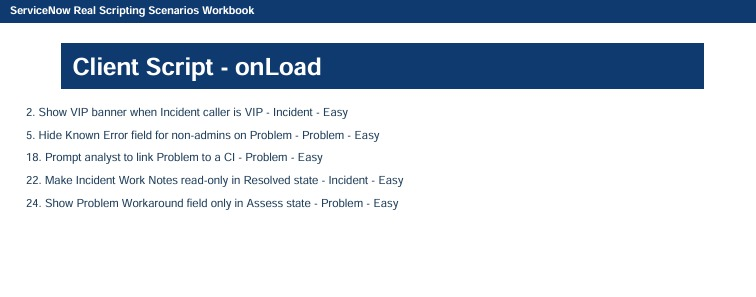 ServiceNow Real Scripting Scenarios Workbook
Client Script - onLoad
2. Show VIP banner when Incident caller is VIP - Incident - Easy
5. Hide Known Error field for non-admins on Problem - Problem - Easy
18. Prompt analyst to link Problem to a CI - Problem - Easy
22. Make Incident Work Notes read-only in Resolved state - Incident - Easy
24. Show Problem Workaround field only in Assess state - Problem - Easy